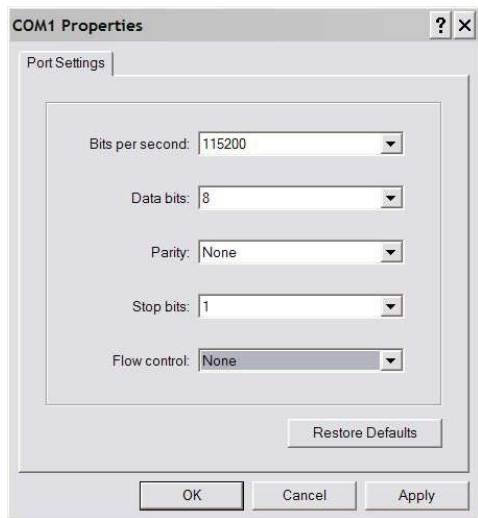 COM1 Properties
? ×
Port Settings
Bits per second: 115200
Data bits: 8
Parity: None
Stop bits: 1
Flow control: None
Restore Defaults
OK Cancel Apply